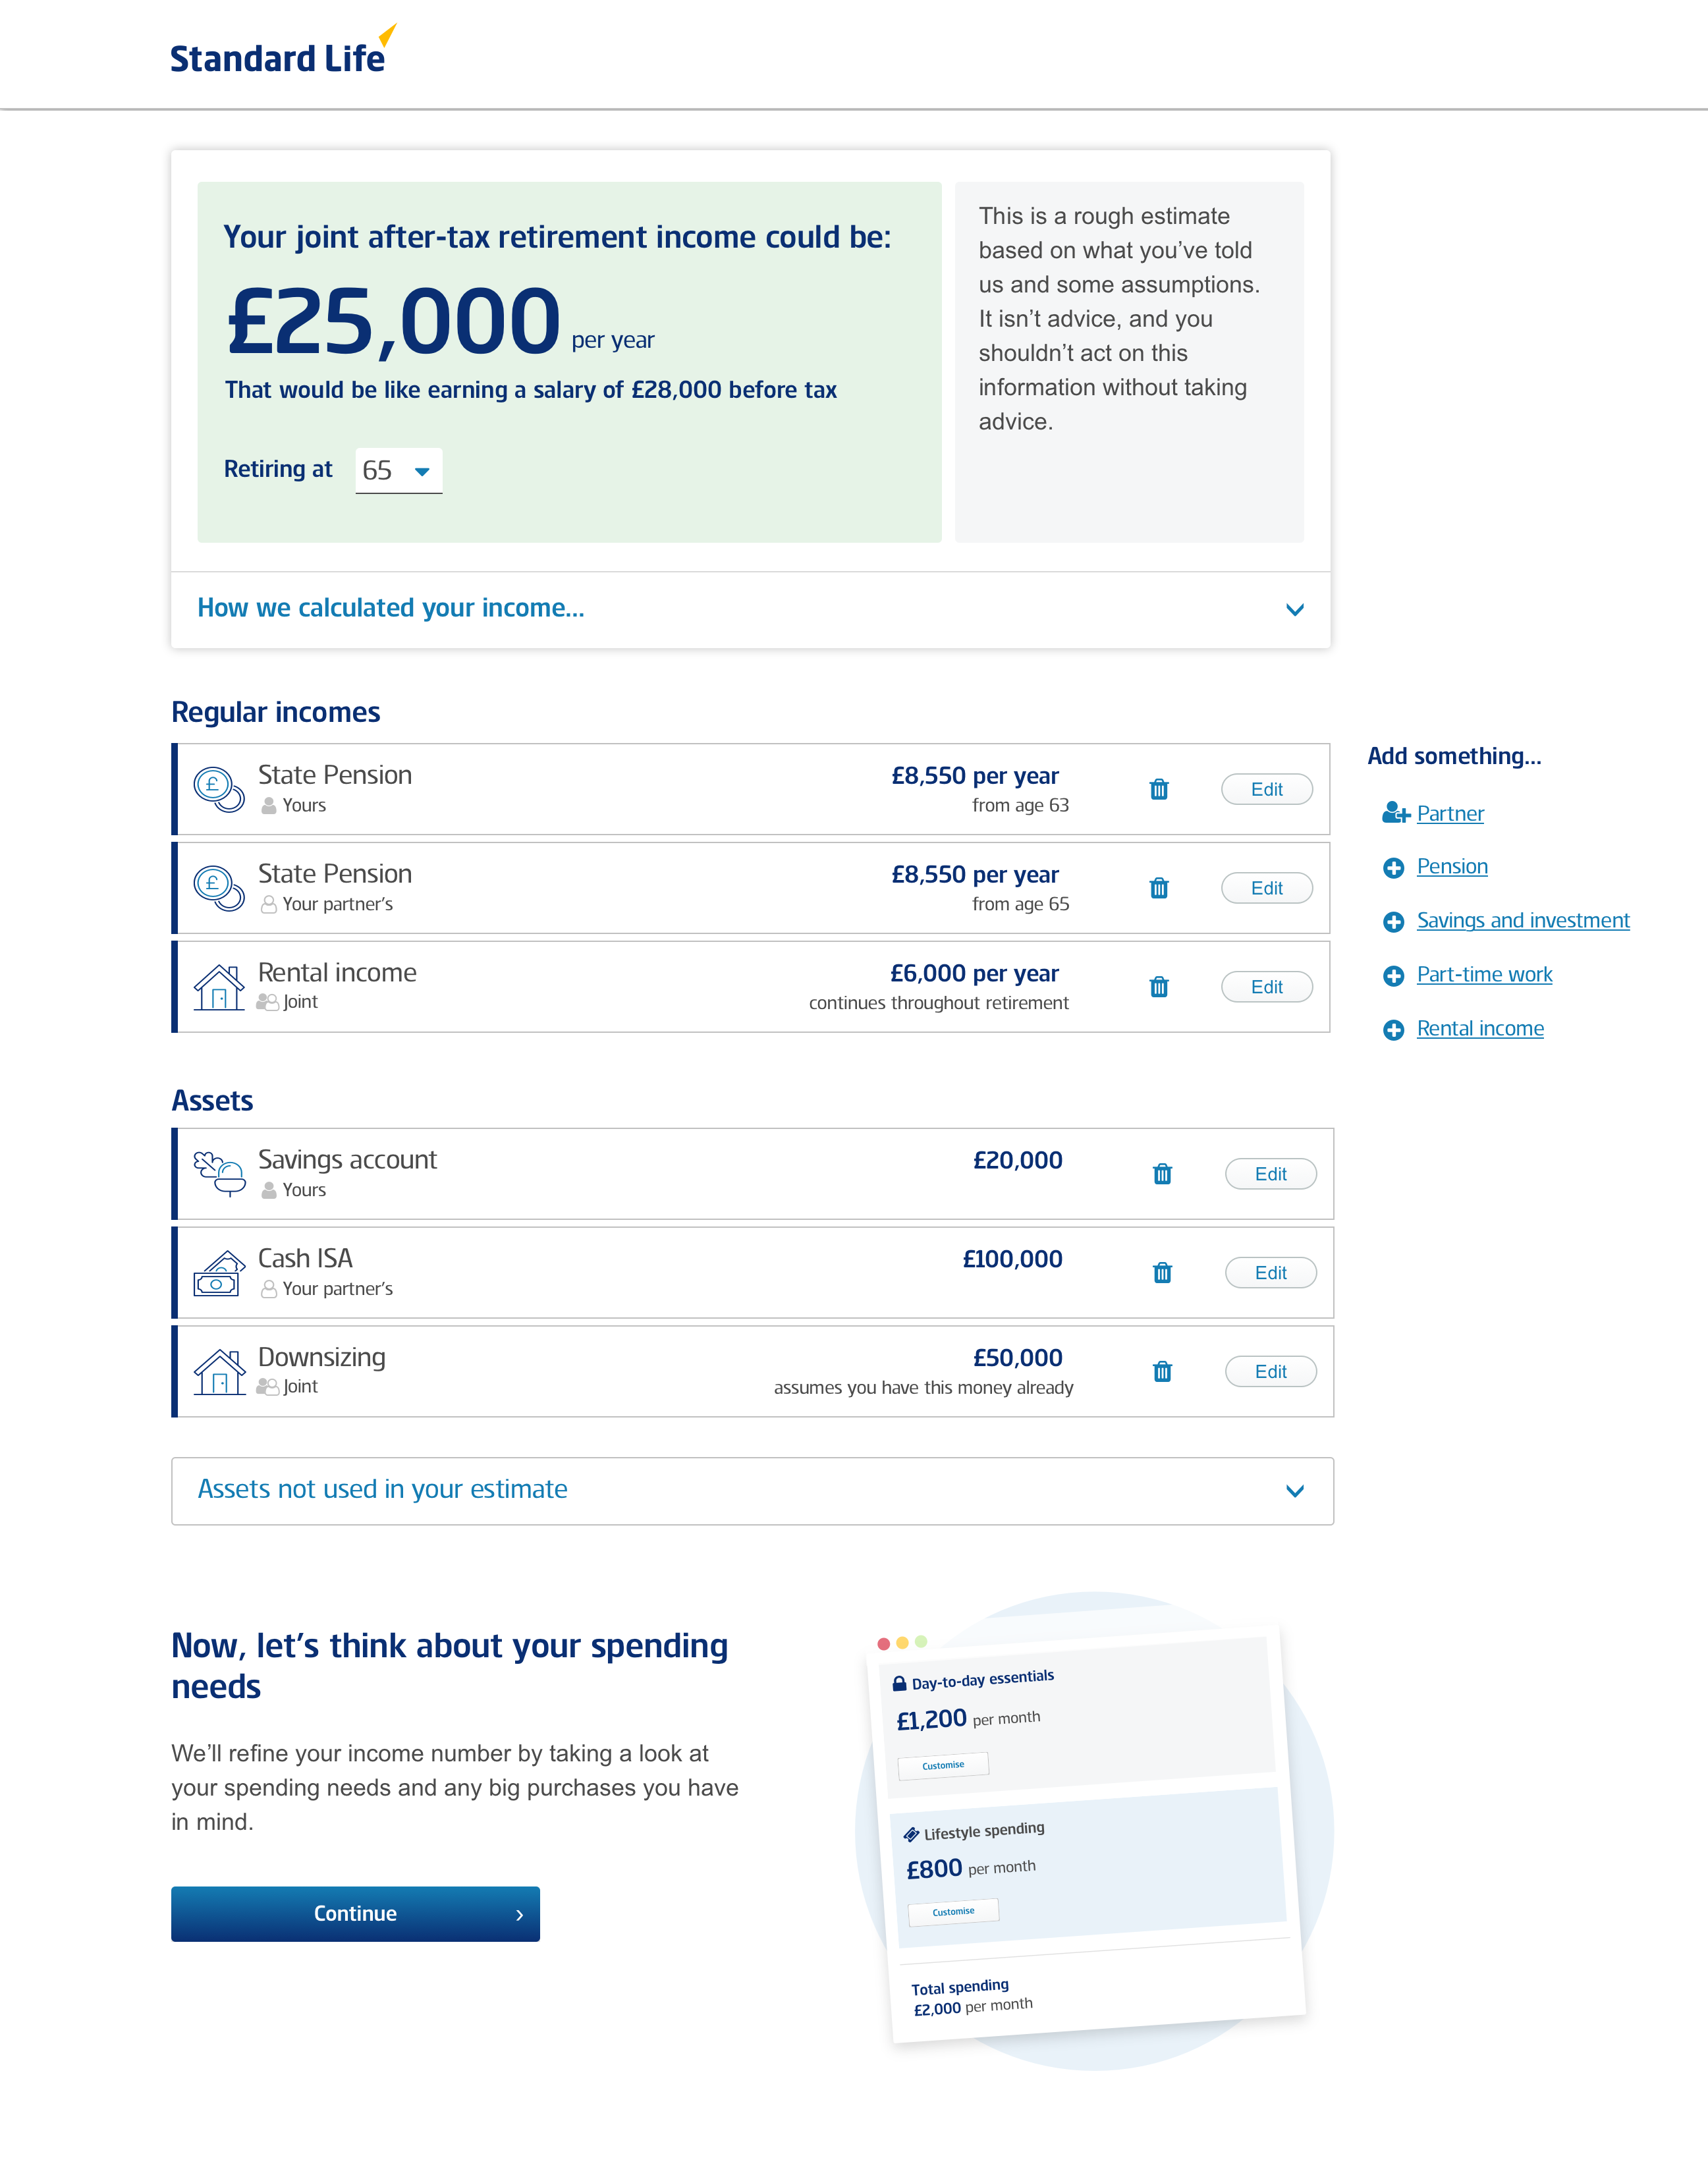 Standard Life
Your joint after-tax retirement income could be:
£25,000 per year
That would be like earning a salary of £28,000 before tax
Retiring at 65
This is a rough estimate
based on what you’ve told
us and some assumptions.
It isn’t advice, and you
shouldn’t act on this
information without taking
advice.
How we calculated your income...
Regular incomes
State Pension
Yours
£8,550 per year
from age 63
Edit
State Pension
Your partner’s
£8,550 per year
from age 65
Edit
Rental income
Joint
£6,000 per year
continues throughout retirement
Edit
Add something...
Partner
Pension
Savings and investment
Part-time work
Rental income
Assets
Savings account
Yours
£20,000
Edit
Cash ISA
Your partner’s
£100,000
Edit
Downsizing
Joint
£50,000
assumes you have this money already
Edit
Assets not used in your estimate
Now, let’s think about your spending
needs
We’ll refine your income number by taking a look at
your spending needs and any big purchases you have
in mind.
Continue
Day-to-day essentials
£1,200 per month
Customise
Lifestyle spending
£800 per month
Customise
Total spending
£2,000 per month